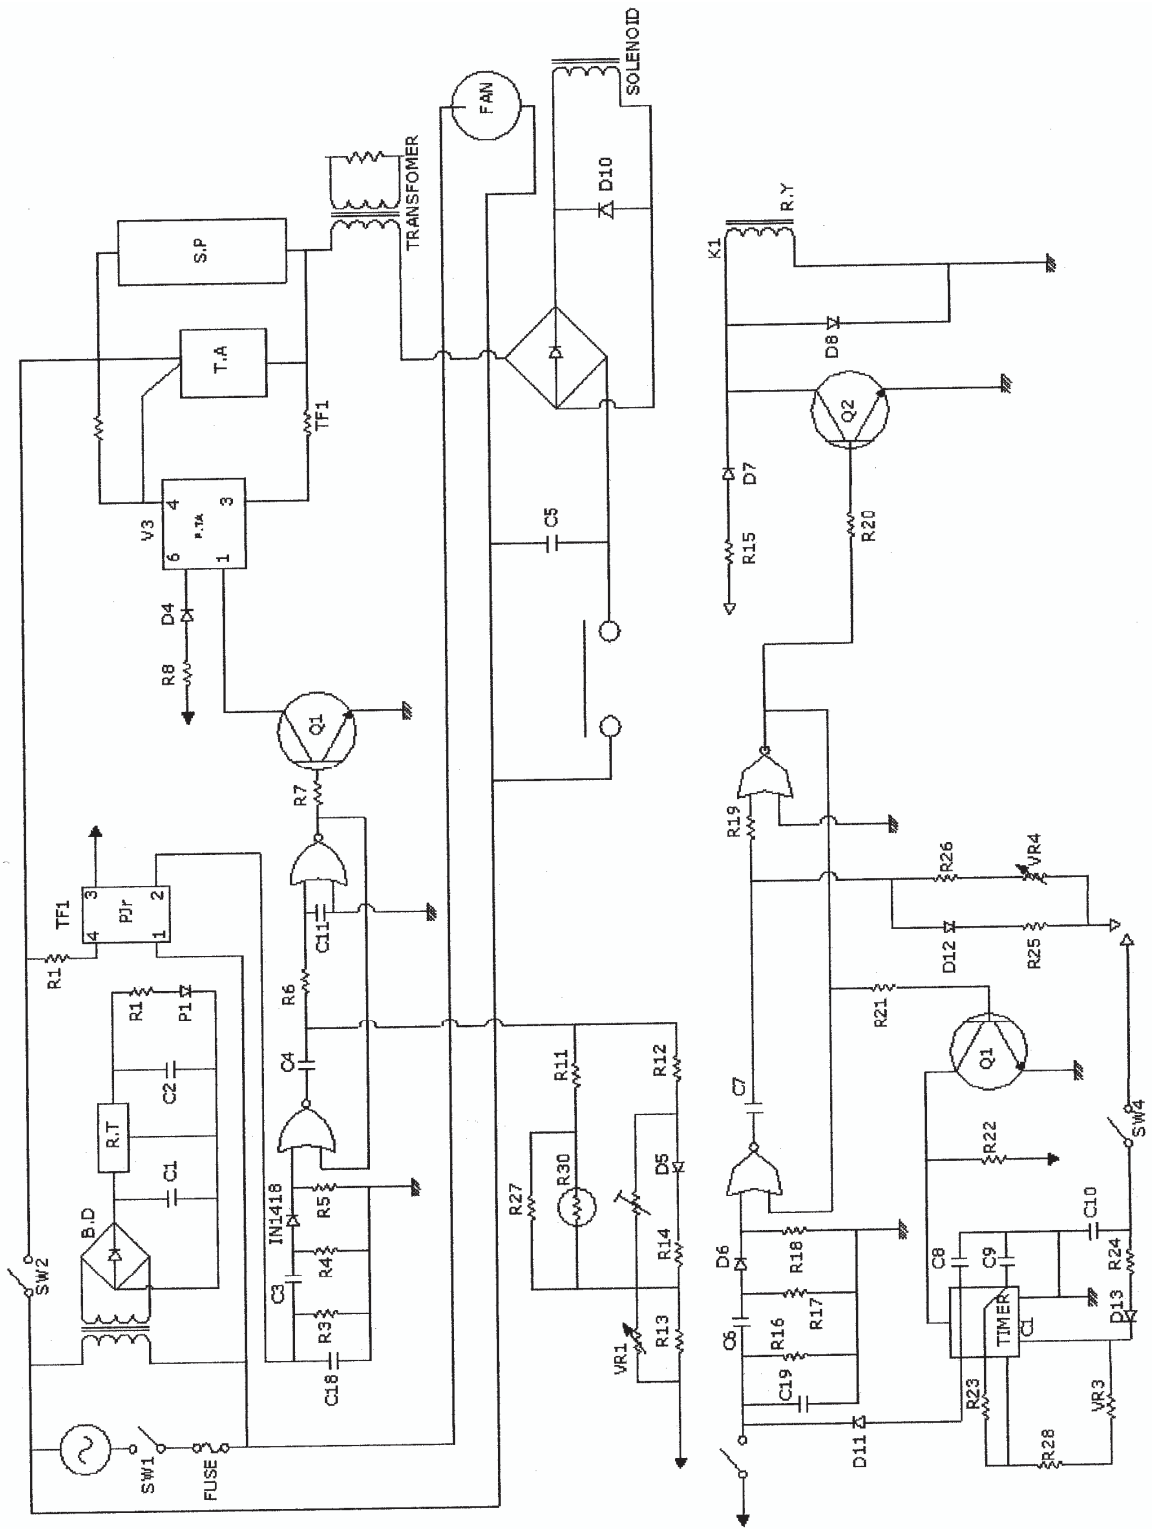 SW1
FUSE
SW2
B.D
R.T
C1
C2
R1
P1
R1
TF1
4
3
1
2
PJr
C18
R3
C3
R4
IN1418
R5
C4
R6
C11
R7
Q1
R8
D4
V3
6
4
1
3
P.TA
TF1
T.A
S.P
TRANSFOMER
FAN
SOLENOID
D10
C5
VR1
R13
R14
D5
R12
R27
R30
R11
D11
C19
R16
C6
R17
D6
R18
C7
R19
R20
Q2
R15
D7
D8
K1
R.Y
R21
Q1
R22
D12
R25
R26
VR4
SW4
R23
R28
VR3
TIMER
C1
C8
C9
C10
R24
D13